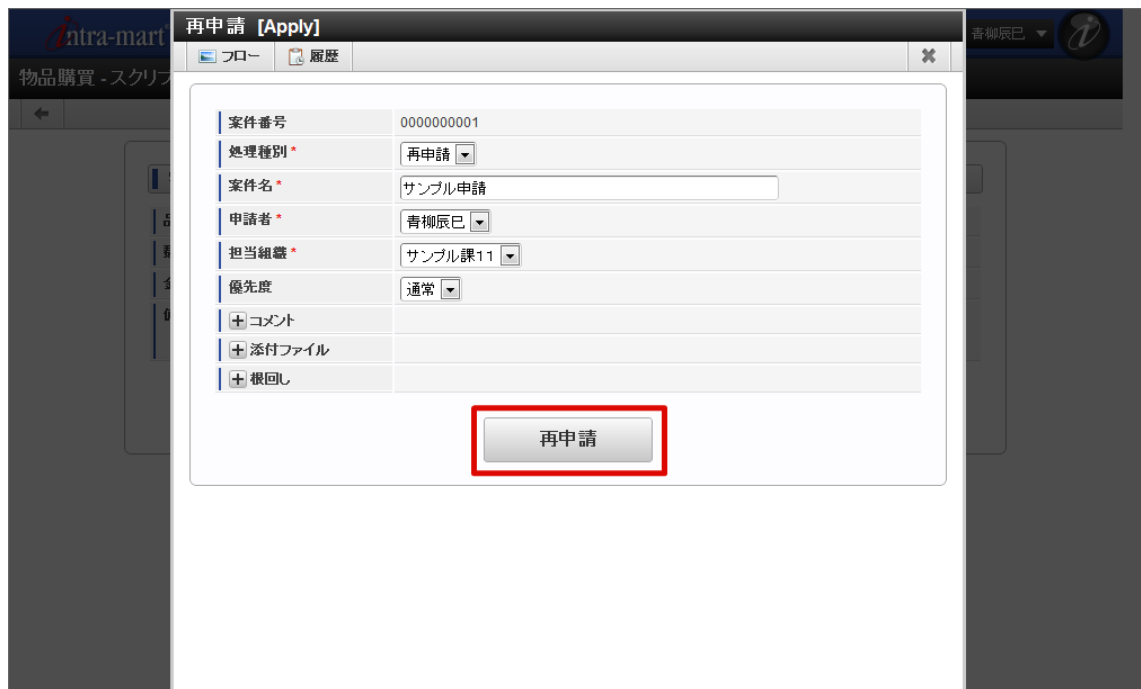 intra-mart
再申請 [Apply]
青柳辰巳
フロー 履歴
物品購買 - スクリプ
案件番号 0000000001
処理種別* 再申請
案件名* サンプル申請
申請者* 青柳辰巳
担当組織* サンプル課11
優先度 通常
コメント
添付ファイル
根回し
再申請